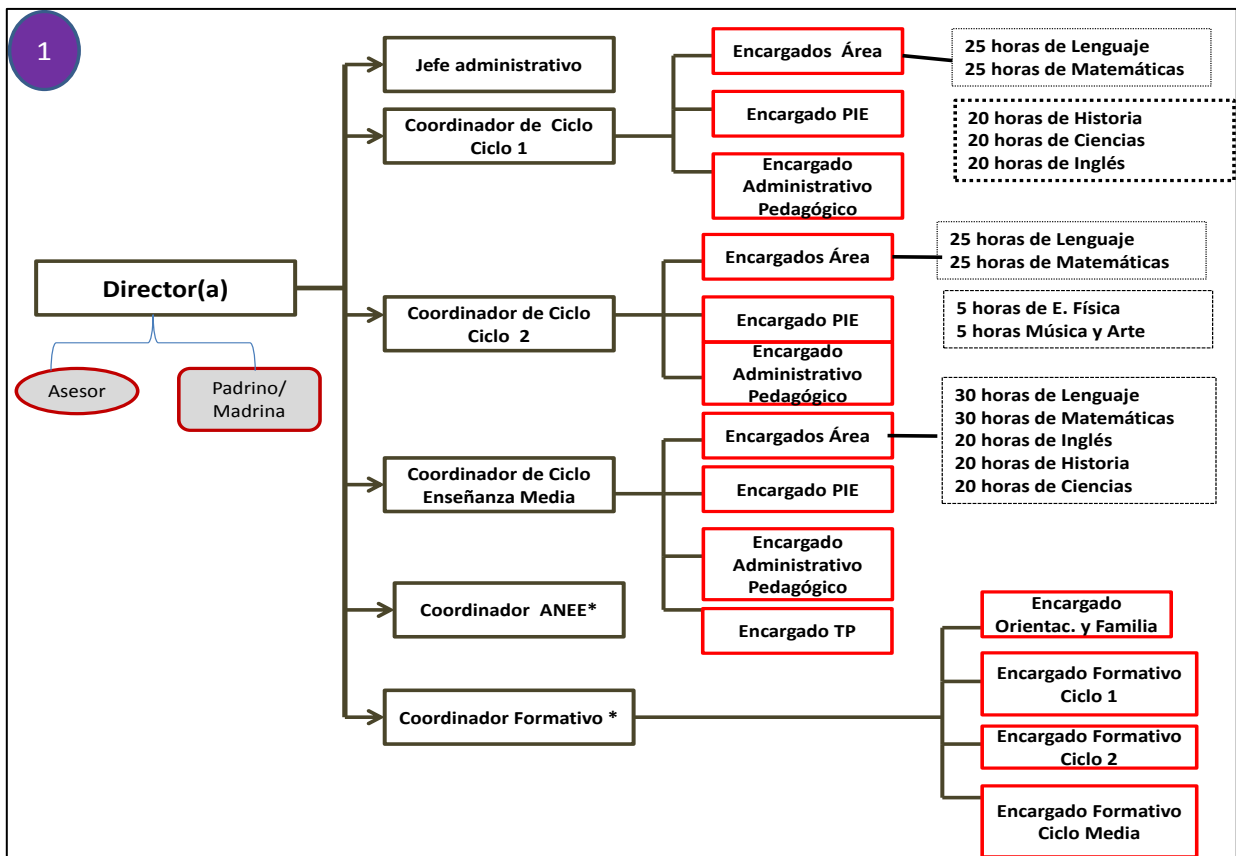 1
Director(a)
Asesor
Padrino/
Madrina
Jefe administrativo
Coordinador de Ciclo
Ciclo 1
Encargados Área
25 horas de Lenguaje
25 horas de Matemáticas
20 horas de Historia
20 horas de Ciencias
20 horas de Inglés
Encargado PIE
Encargado
Administrativo
Pedagógico
Coordinador de Ciclo
Ciclo 2
Encargados Área
25 horas de Lenguaje
25 horas de Matemáticas
5 horas de E. Física
5 horas Música y Arte
Encargado PIE
Encargado
Administrativo
Pedagógico
Coordinador de Ciclo
Enseñanza Media
Encargados Área
30 horas de Lenguaje
30 horas de Matemáticas
20 horas de Inglés
20 horas de Historia
20 horas de Ciencias
Encargado PIE
Encargado
Administrativo
Pedagógico
Encargado TP
Coordinador ANEE*
Coordinador Formativo *
Encargado
Orientac. y Familia
Encargado Formativo
Ciclo 1
Encargado Formativo
Ciclo 2
Encargado Formativo
Ciclo Media